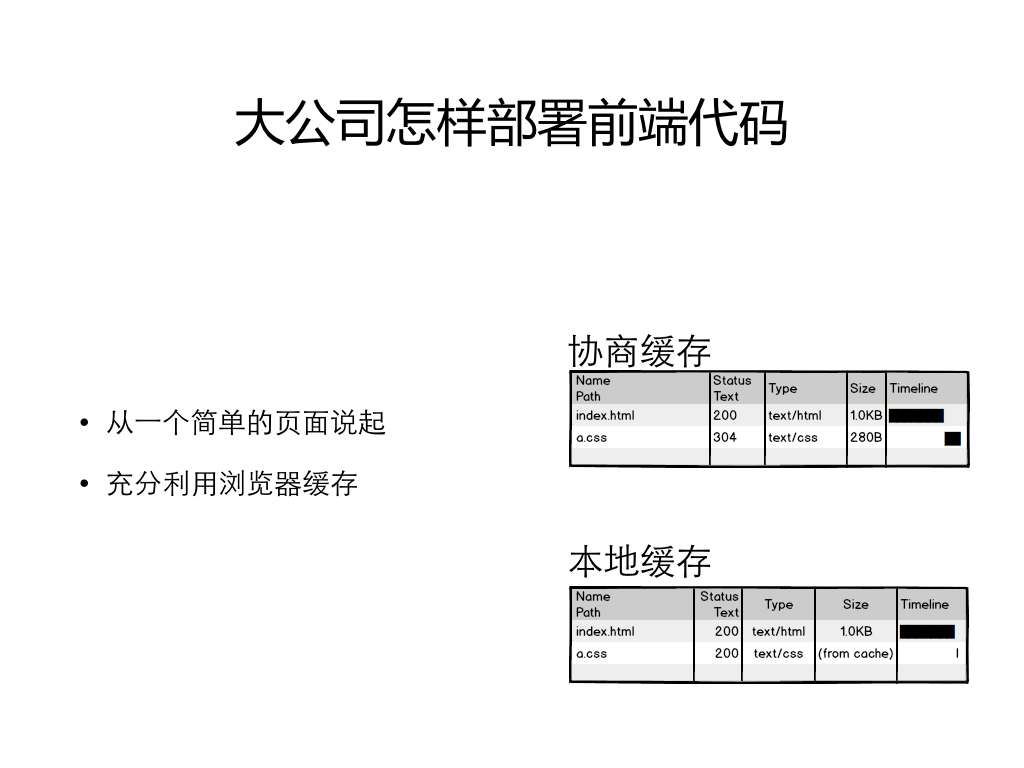 大公司怎样部署前端代码
• 从一个简单的页面说起
• 充分利用浏览器缓存
协商缓存
Name Path Status Text Type Size Timeline
index.html 200 text/html 1.0KB
a.css 304 text/css 280B
本地缓存
Name Path Status Text Type Size Timeline
index.html 200 text/html 1.0KB
a.css 200 text/css (from cache)